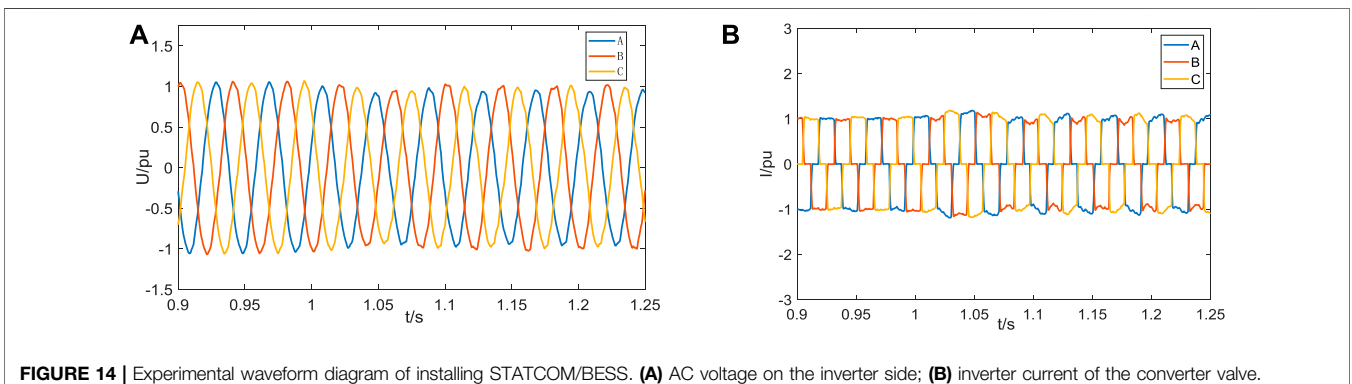 A
1.5
1
0.5
0
-0.5
-1
-1.5
U/pu
0.9
0.95
1
1.05
1.1
1.15
1.2
1.25
t/s
A
B
C
B
3
2
1
0
-1
-2
-3
I/pu
0.9
0.95
1
1.05
1.1
1.15
1.2
1.25
t/s
A
B
C
FIGURE 14 | Experimental waveform diagram of installing STATCOM/BESS. (A) AC voltage on the inverter side; (B) inverter current of the converter valve.